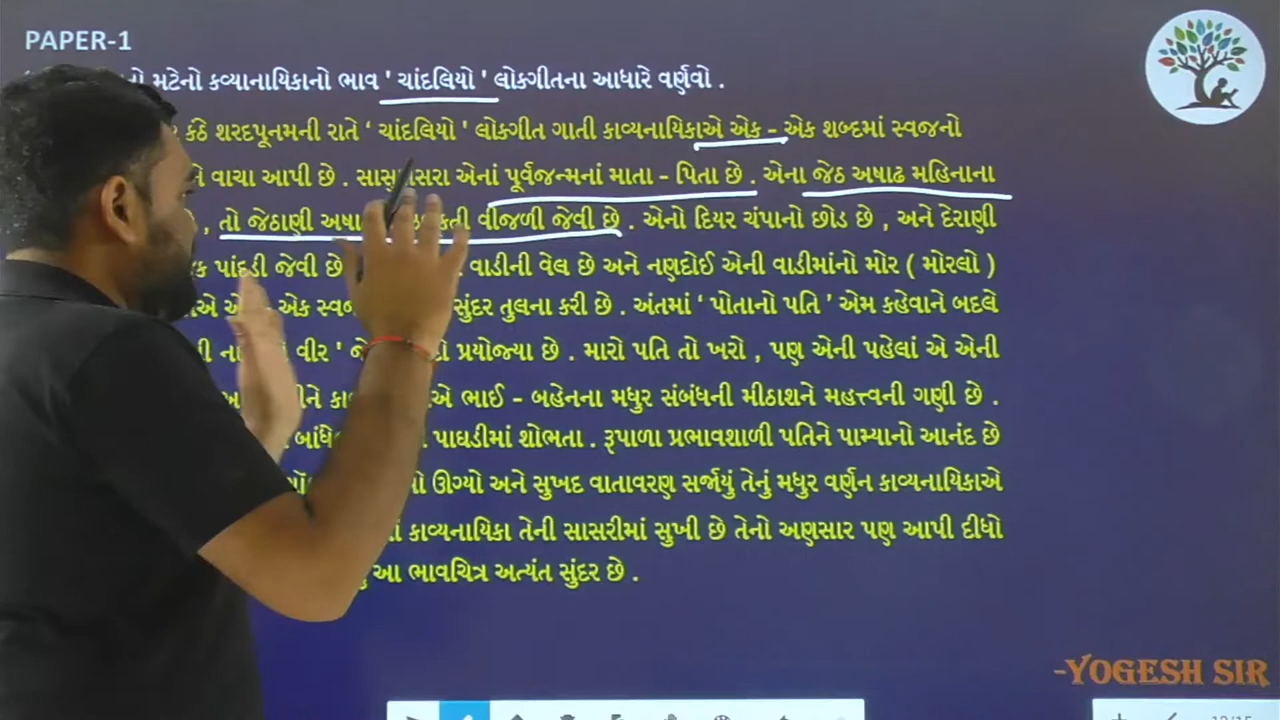 PAPER-1
મટેનો કવ્યાનાયિકાનો ભાવ ' ચાંદલિયો ' લોકગીતના આધારે વર્ણવો .
કંઠે શરદપૂનમની રાતે ‘ ચાંદલિયો ' લોકગીત ગાતી કાવ્યનાયિકાએ એક - એક શબ્દમાં સ્વજનો
વાચા આપી છે . એનાં પૂર્વજન્મનાં માતા - પિતા છે . એના જેઠ અષાઢ મહિનાના
, તો જેઠાણી વીજળી જેવી છે . એનો દિયર ચંપાનો છોડ છે , અને દેરાણી
પાંદડી જેવી છે વાડીની વેલ છે અને નણદોઈ એની વાડીમાંનો મોર ( મોરલો )
એક સુંદર તુલના કરી છે . અંતમાં ‘ પોતાનો પતિ ’ એમ કહેવાને બદલે
વીર ' પ્રયોજ્યા છે . મારો પતિ તો ખરો , પણ એની પહેલાં એ એની
ભાઈ – બહેનના મધુર સંબંધની મીઠાશને મહત્ત્વની ગણી છે .
પાઘડીમાં શોભતા . રૂપાળા પ્રભાવશાળી પતિને પામ્યાનો આનંદ છે
ઊગ્યો અને સુખદ વાતાવરણ સર્જાયું તેનું મધુર વર્ણન કાવ્યનાયિકાએ
કાવ્યનાયિકા તેની સાસરીમાં સુખી છે તેનો અણસાર પણ આપી દીધો
આ ભાવચિત્ર અત્યંત સુંદર છે .
-YOGESH SIR